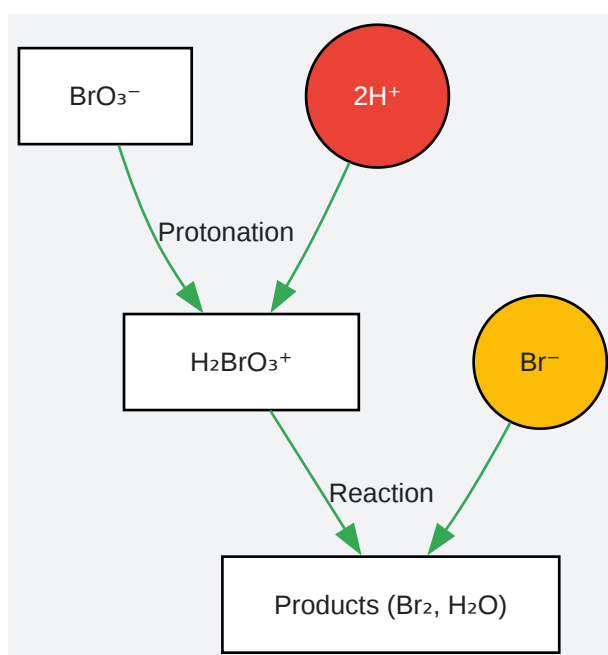 BrO₃⁻
2H⁺
Protonation
H₂BrO₃⁺
Br⁻
Reaction
Products (Br₂, H₂O)